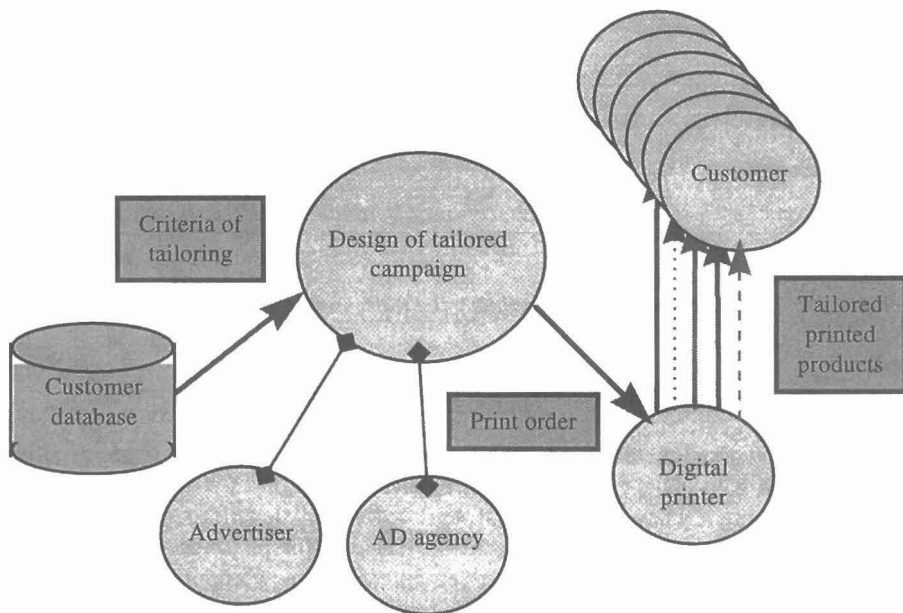 Customer
Criteria of
tailoring
Design of tailored
campaign
Tailored
printed
products
Customer
database
Print order
Digital
printer
Advertiser
AD agency